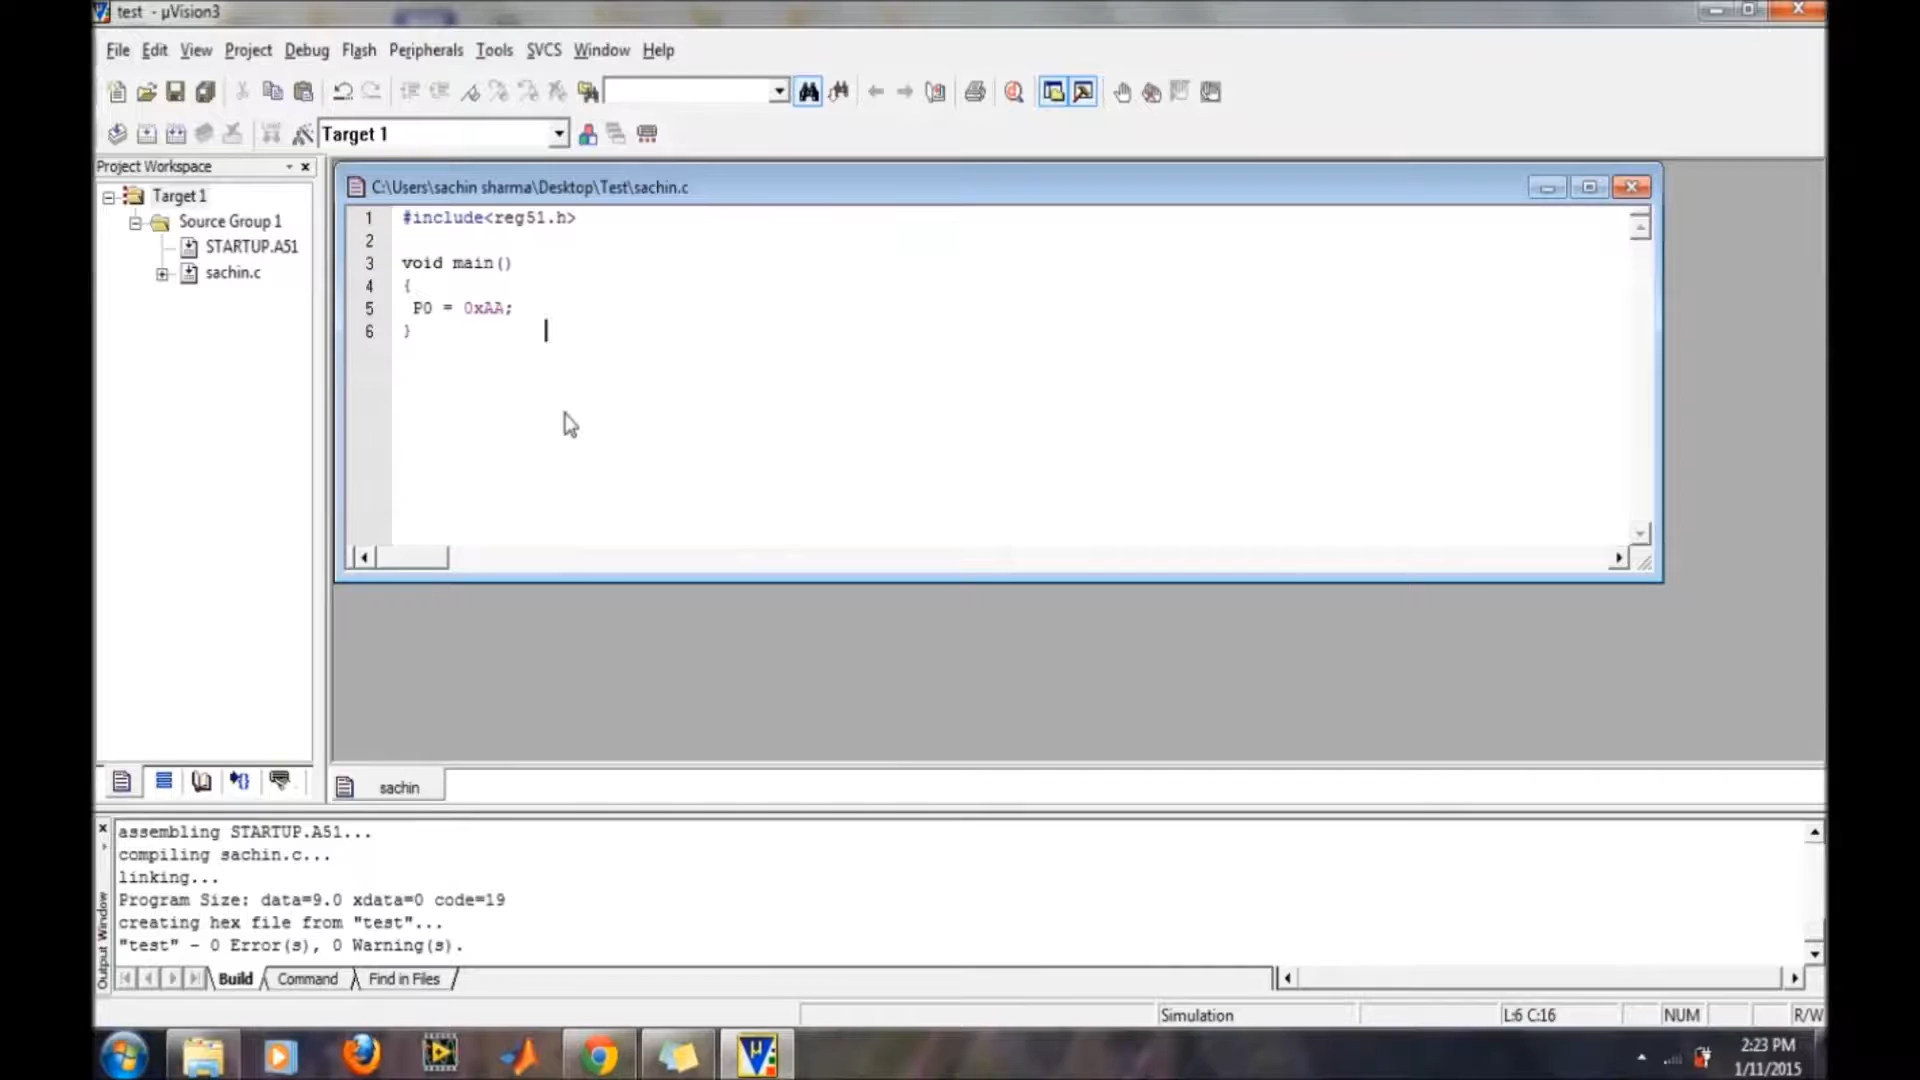 test - µVision3
File Edit View Project Debug Flash Peripherals Tools SVCS Window Help
Target 1
Project Workspace
Target 1
Source Group 1
STARTUP.A51
sachin.c
C:\Users\sachin sharma\Desktop\Test\sachin.c
1 #include<reg51.h>
2
3 void main()
4 {
5 P0 = 0xAA;
6 }
sachin
assembling STARTUP.A51...
compiling sachin.c...
linking...
Program Size: data=9.0 xdata=0 code=19
creating hex file from "test"...
"test" - 0 Error(s), 0 Warning(s).
Output Window
Build Command Find in Files
Simulation L:6 C:16 NUM R/W
2:23 PM
1/11/2015